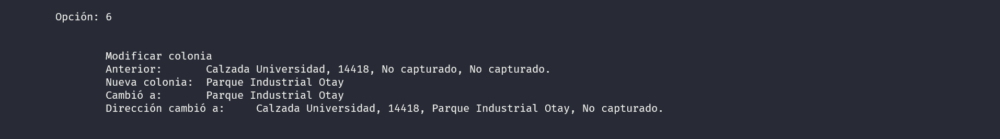 Opción: 6
Modificar colonia
Anterior: Calzada Universidad, 14418, No capturado, No capturado.
Nueva colonia: Parque Industrial Otay
Cambió a: Parque Industrial Otay
Dirección cambió a: Calzada Universidad, 14418, Parque Industrial Otay, No capturado.